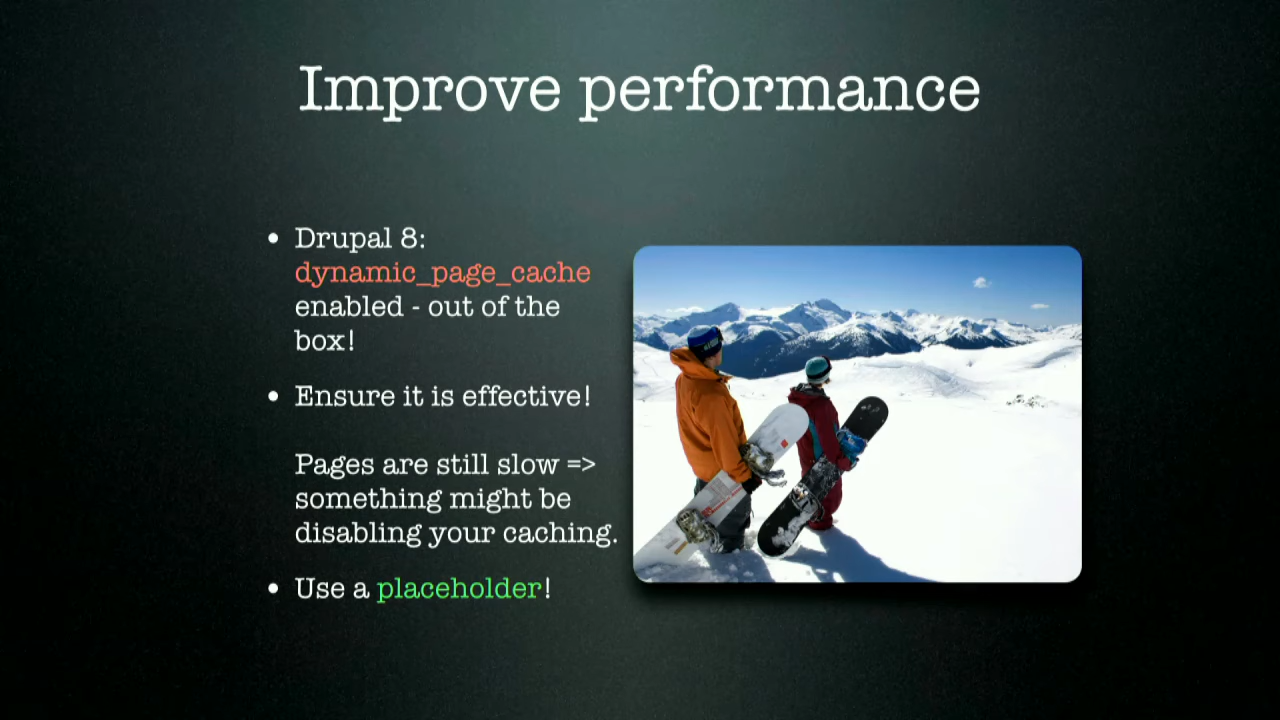 Improve performance
• Drupal 8:
dynamic_page_cache
enabled - out of the
box!
• Ensure it is effective!
Pages are still slow =>
something might be
disabling your caching.
• Use a placeholder!